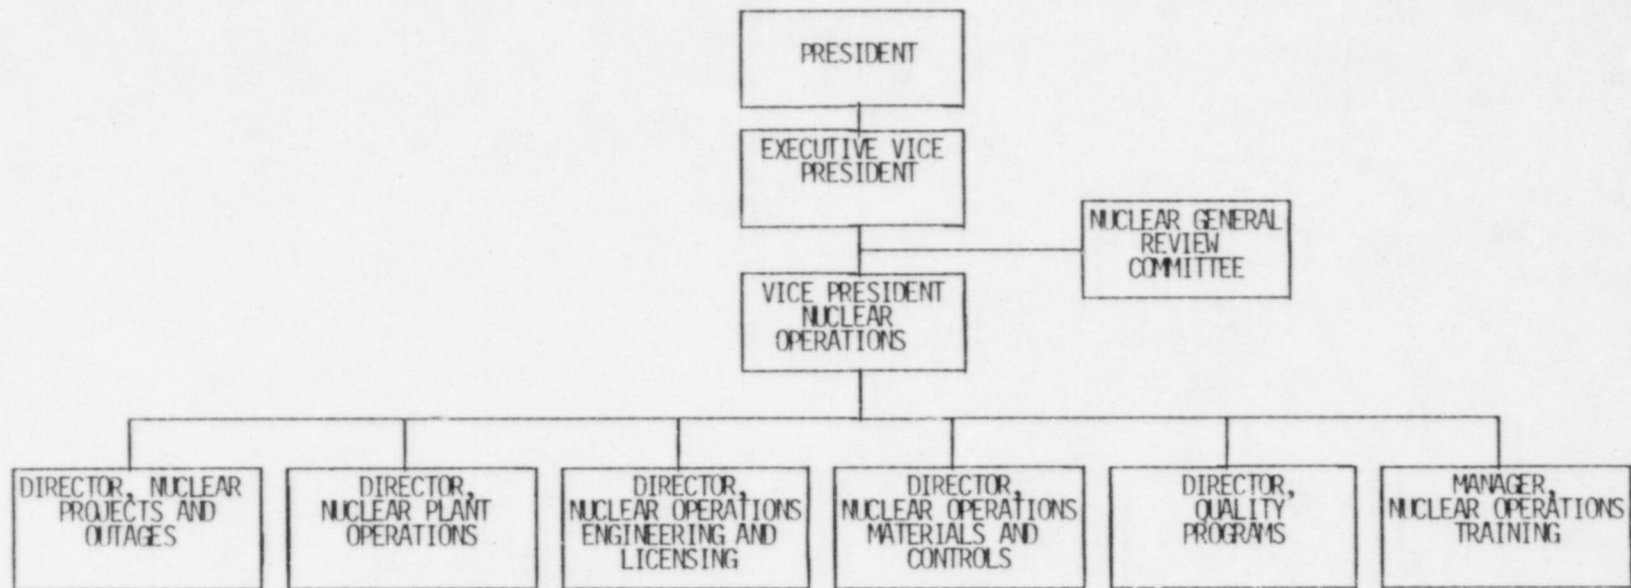 PRESIDENT
EXECUTIVE VICE
PRESIDENT
NUCLEAR GENERAL
REVIEW
COMMITTEE
VICE PRESIDENT
NUCLEAR
OPERATIONS
DIRECTOR, NUCLEAR
PROJECTS AND
OUTAGES
DIRECTOR,
NUCLEAR PLANT
OPERATIONS
DIRECTOR,
NUCLEAR OPERATIONS
ENGINEERING AND
LICENSING
DIRECTOR,
NUCLEAR OPERATIONS
MATERIALS AND
CONTROLS
DIRECTOR,
QUALITY
PROGRAMS
MANAGER,
NUCLEAR OPERATIONS
TRAINING